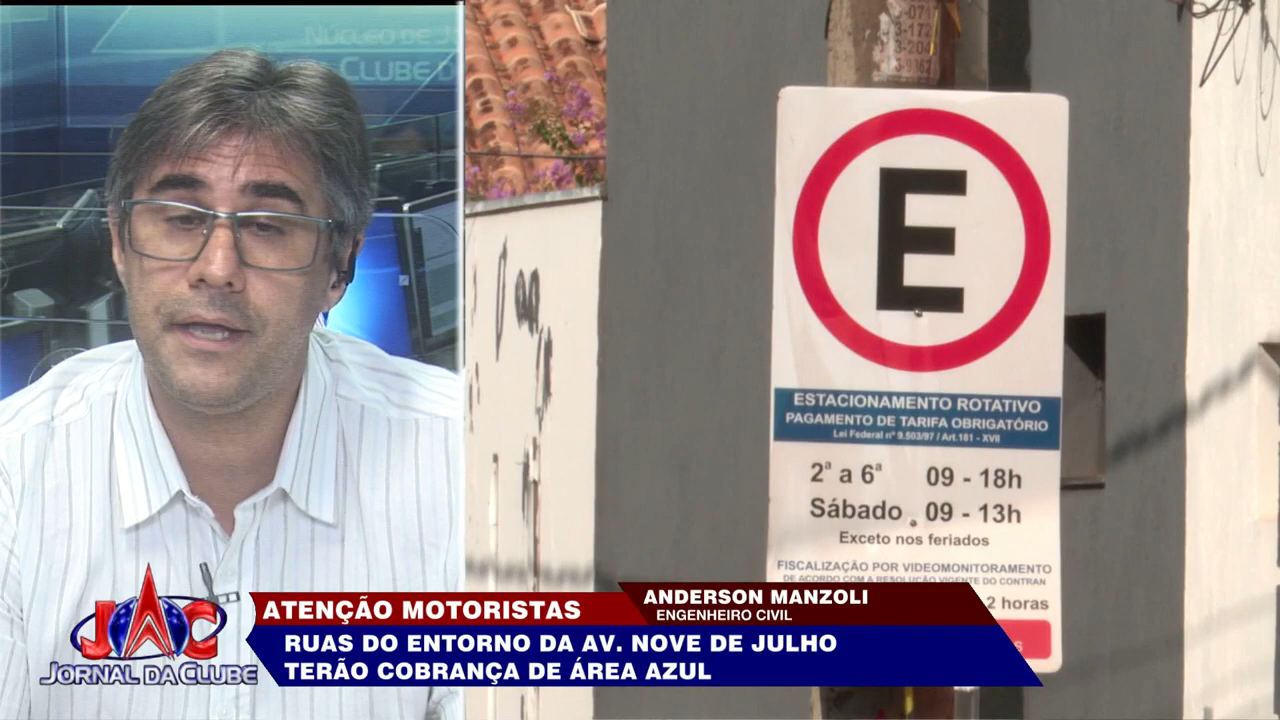 NÚCLEO DE J
CLUBE D
E
ESTACIONAMENTO ROTATIVO
PAGAMENTO DE TARIFA OBRIGATÓRIO
Lei Federal nº 9.503/97 / Art.181 - XVII
2ª a 6ª 09 - 18h
Sábado 09 - 13h
Exceto nos feriados
FISCALIZAÇÃO POR VIDEOMONITORAMENTO
DE ACORDO COM A RESOLUÇÃO VIGENTE DO CONTRAN
2 horas
JAC
JORNAL DA CLUBE
ATENÇÃO MOTORISTAS
ANDERSON MANZOLI
ENGENHEIRO CIVIL
RUAS DO ENTORNO DA AV. NOVE DE JULHO
TERÃO COBRANÇA DE ÁREA AZUL